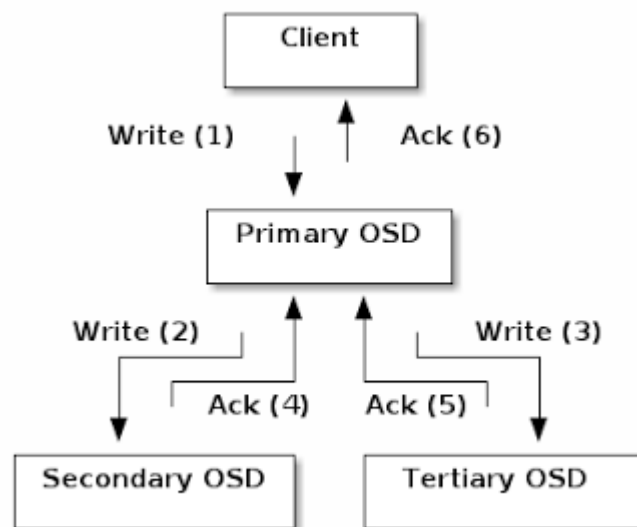 Client
Write (1)
Ack (6)
Primary OSD
Write (2)
Write (3)
Ack (4)
Ack (5)
Secondary OSD
Tertiary OSD